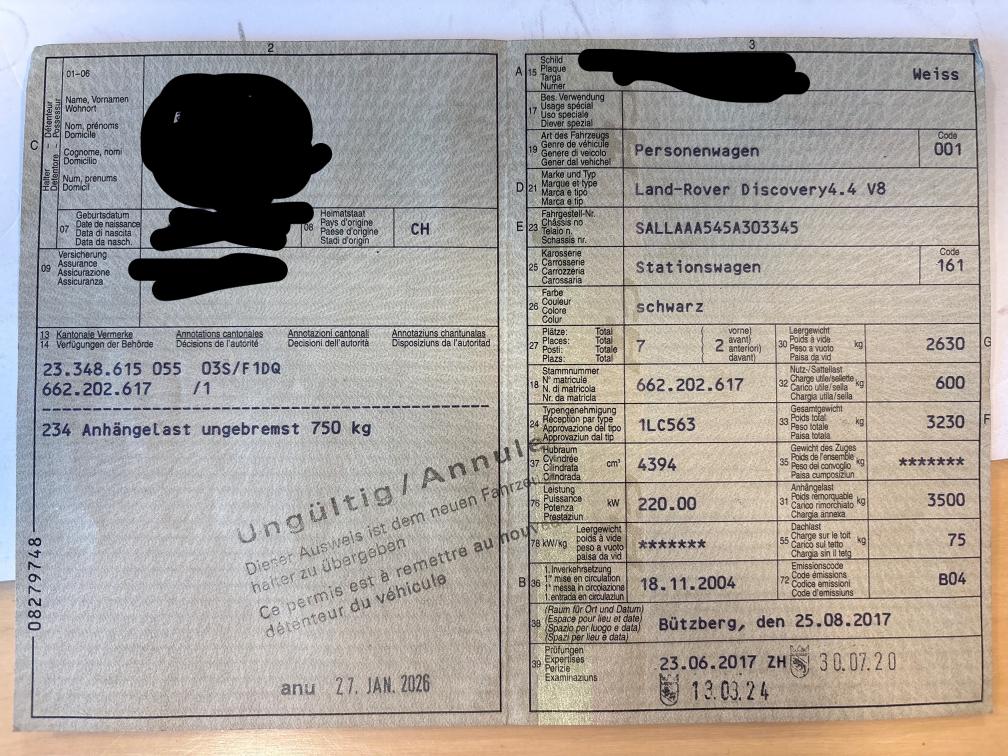 2
C
Halter – Détenteur
Detentore – Possessur
01-06
Name, Vornamen
Wohnort
Nom, prénoms
Domicile
Cognome, nomi
Domicilio
Num, prenums
Domicil
07 Geburtsdatum
Date de naissance
Data di nascita
Data da nasch.
08 Heimatstaat
Pays d'origine
Paese d'origine
Stadi d'origin
CH
09 Versicherung
Assurance
Assicurazione
Assicuranza
13 Kantonale Vermerke Annotations cantonales Annotazioni cantonali Annotaziuns chantunalas
14 Verfügungen der Behörde Décisions de l'autorité Decisioni dell'autorità Disposiziuns da l'autoritad
23.348.615 055 03S/F1DQ
662.202.617 /1
234 Anhängelast ungebremst 750 kg
Ungültig/Annulé
Dieser Ausweis ist dem neuen Fahrzeug
halter zu übergeben
Ce permis est à remettre au nouveau
détenteur du véhicule
08279748
anu 27. JAN. 2026
3
A 15 Schild
Plaque
Targa
Numer
Weiss
17 Bes. Verwendung
Usage spécial
Uso speciale
Diever spezial
19 Art des Fahrzeugs
Genre de véhicule
Genere di veicolo
Gener dal vehichel
Personenwagen
Code
001
D 21 Marke und Typ
Marque et type
Marca e tipo
Marca e tip
Land-Rover Discovery4.4 V8
E 23 Fahrgestell-Nr.
Châssis no
Telaio n.
Schassis nr.
SALLAAA545A303345
25 Karosserie
Carrosserie
Carrozzeria
Carossaria
Stationswagen
Code
161
26 Farbe
Couleur
Colore
Colur
schwarz
27 Plätze: Total
Places: Total
Posti: Totale
Plazs: Total
7
2
vorne)
avant)
anteriori)
davant)
30 Leergewicht
Poids à vide
Peso a vuoto
Paisa da vid
kg
2630
G
18 Stammnummer
N° matricule
N. di matricola
Nr. da matricla
662.202.617
32 Nutz-/Sattellast
Charge utile/sellette
Carico utile/sella
Chargia utila/sella
kg
600
24 Typengenehmigung
Réception par type
Approvazione del tipo
Approvaziun dal tip
1LC563
33 Gesamtgewicht
Poids total
Peso totale
Paisa totala
kg
3230
F
37 Hubraum
Cylindrée
Cilindrata
Cilindrada
cm³
4394
35 Gewicht des Zuges
Poids de l'ensemble
Peso del convoglio
Paisa cumposiziun
kg
*******
76 Leistung
Puissance
Potenza
Prestaziun
kW
220.00
31 Anhängelast
Poids remorquable
Carico rimorchiato
Chargia annexa
kg
3500
78 kW/kg Leergewicht
poids à vide
peso a vuoto
paisa da vid
*******
55 Dachlast
Charge sur le toit
Carico sul tetto
Chargia sin il tetg
kg
75
B 36 1. Inverkehrsetzung
1re mise en circulation
1a messa in circolazione
1. entrada en circulaziun
18.11.2004
72 Emissionscode
Code émissions
Codice emissioni
Code d'emissiuns
B04
38 (Raum für Ort und Datum)
(Espace pour lieu et date)
(Spazio per luogo e data)
(Spazi per lieu e data)
Bützberg, den 25.08.2017
39 Prüfungen
Expertises
Perizie
Examinaziuns
23.06.2017 ZH 30.07.20
13.03.24